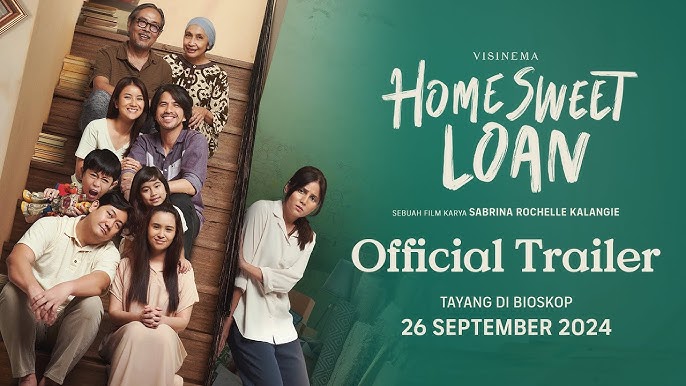 VISINEMA
HOME SWEET
LOAN
SEBUAH FILM KARYA SABRINA ROCHELLE KALANGIE
Official Trailer
TAYANG DI BIOSKOP
26 SEPTEMBER 2024